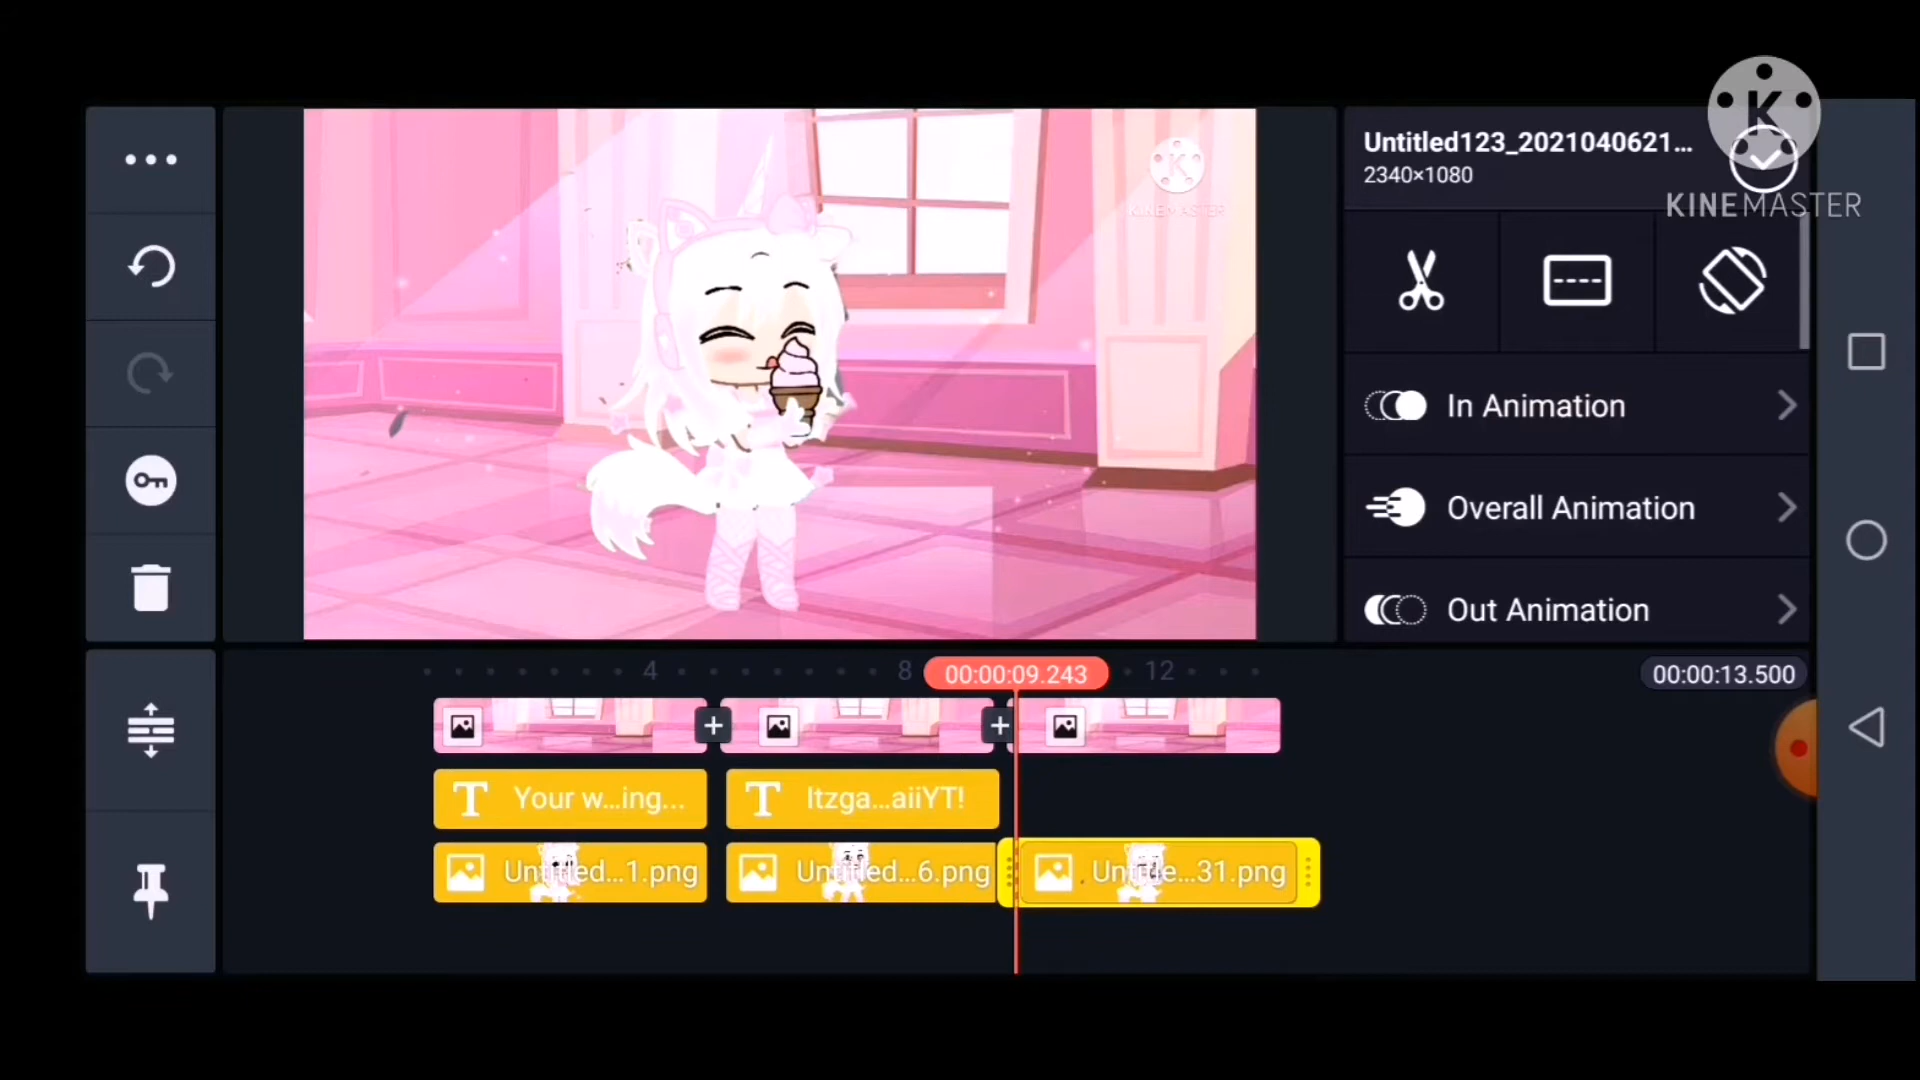 Untitled123_2021040621...
2340×1080
KINEMASTER
KINEMASTER
In Animation
Overall Animation
Out Animation
4
8
00:00:09.243
12
00:00:13.500
T Your w...ing...
T Itzga...aiiYT!
Untitled...1.png
Untitled...6.png
Untitle...31.png